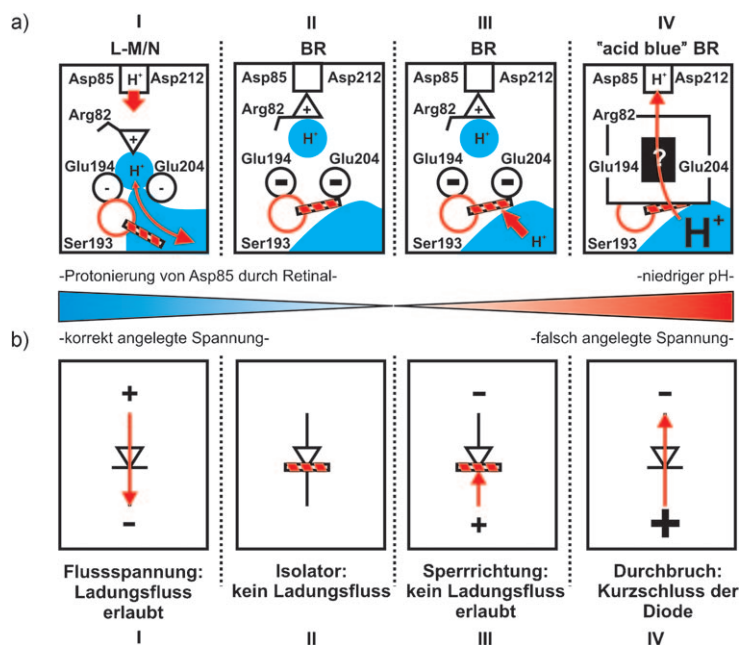 a)
I II III IV
L-M/N BR BR "acid blue" BR
Asp85 H⁺ Asp212 Asp85 Asp212 Asp85 Asp212 Asp85 H⁺ Asp212
Arg82 + Arg82 + Arg82 + Arg82
H⁺ H⁺ H⁺ ?
Glu194 Glu204 Glu194 Glu204 Glu194 Glu204 Glu194 Glu204
- - - - - -
Ser193 Ser193 Ser193 H⁺ Ser193 H⁺
-Protonierung von Asp85 durch Retinal- -niedriger pH-
-korrekt angelegte Spannung- -falsch angelegte Spannung-
b)
+ - -
- + +
Flussspannung: Isolator: Sperrrichtung: Durchbruch:
Ladungsfluss kein Ladungsfluss kein Ladungsfluss Kurzschluss der
erlaubt erlaubt Diode
I II III IV